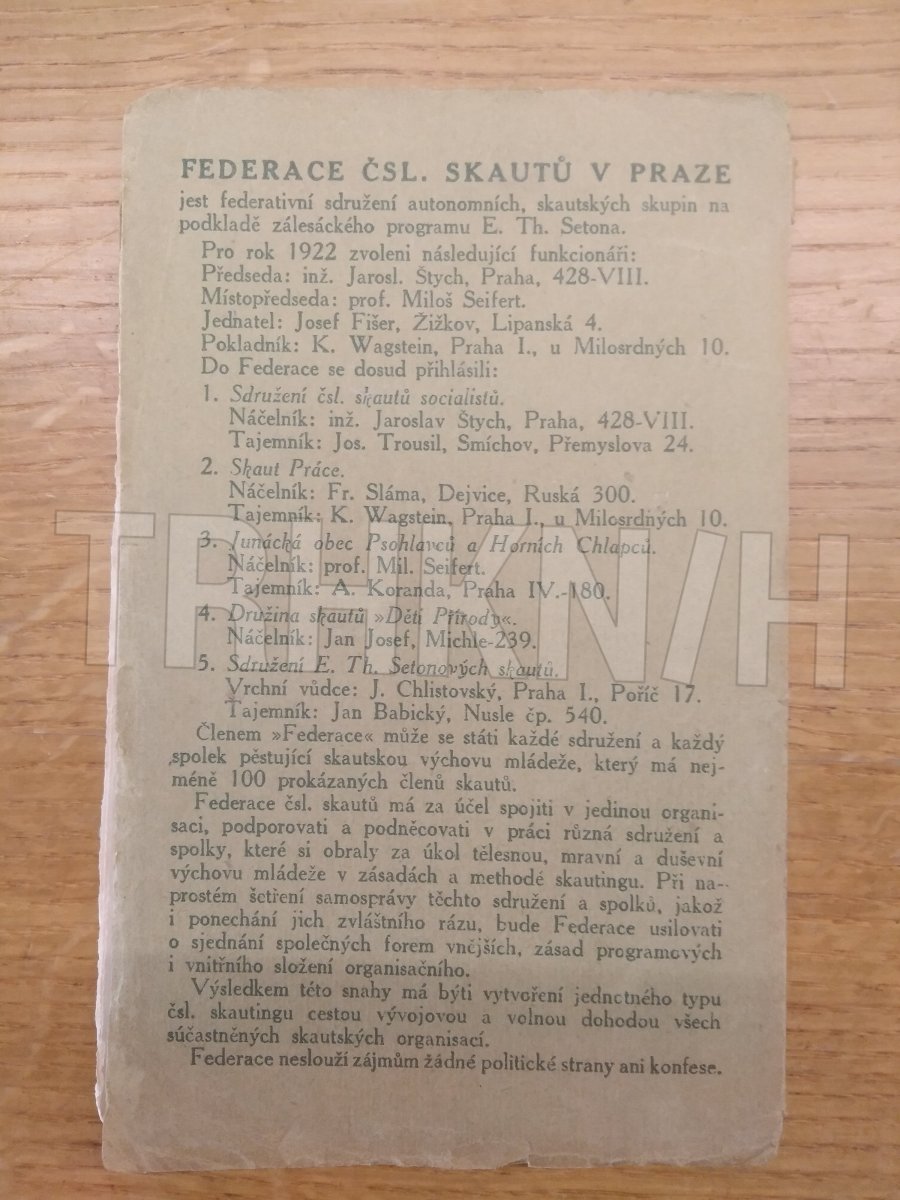 FEDERACE ČSL. SKAUTŮ V PRAZE
jest federativní sdružení autonomních, skautských skupin na
podkladě zálesáckého programu E. Th. Setona.
Pro rok 1922 zvoleni následující funkcionáři:
Předseda: inž. Jarosl. Štych, Praha, 428-VIII.
Místopředseda: prof. Miloš Seifert.
Jednatel: Josef Fišer, Žižkov, Lipanská 4.
Pokladník: K. Wagstein, Praha I., u Milosrdných 10.
Do Federace se dosud přihlásili:
1. Sdružení čsl. skautů socialistů.
Náčelník: inž. Jaroslav Štych, Praha, 428-VIII.
Tajemník: Jos. Trousil, Smíchov, Přemyslova 24.
2. Skaut Práce.
Náčelník: Fr. Sláma, Dejvice, Ruská 300.
Tajemník: K. Wagstein, Praha I., u Milosrdných 10.
3. Junácká obec Psohlavců a Horních Chlapců.
Náčelník: prof. Mil. Seifert.
Tajemník: A. Koranda, Praha IV.-180.
4. Družina skautů »Děti Přírody«.
Náčelník: Jan Josef, Michle-239.
5. Sdružení E. Th. Setonových skautů.
Vrchní vůdce: J. Chlistovský, Praha I., Poříč 17.
Tajemník: Jan Babický, Nusle čp. 540.
Členem »Federace« může se státi každé sdružení a každý
spolek pěstující skautskou výchovu mládeže, který má nej-
méně 100 prokázaných členů skautů.
Federace čsl. skautů má za účel spojiti v jedinou organi-
saci, podporovati a podněcovati v práci různá sdružení a
spolky, které si obraly za úkol tělesnou, mravní a duševní
výchovu mládeže v zásadách a methodě skautingu. Při na-
prostém šetření samosprávy těchto sdružení a spolků, jakož
i ponechání jich zvláštního rázu, bude Federace usilovati
o sjednání společných forem vnějších, zásad programových
i vnitřního složení organisačního.
Výsledkem této snahy má býti vytvoření jednotného typu
čsl. skautingu cestou vývojovou a volnou dohodou všech
súčastněných skautských organisací.
Federace neslouží zájmům žádné politické strany ani konfese.
TRHKNIH